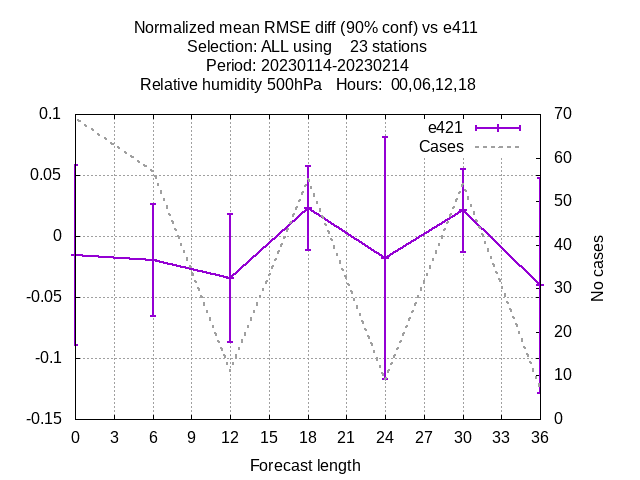 Normalized mean RMSE diff (90% conf) vs e411
Selection: ALL using    23 stations
Period: 20230114-20230214
Relative humidity 500hPa   Hours:  00,06,12,18
e421
Cases
0.1
0.05
0
-0.05
-0.1
-0.15
70
60
50
40
30
20
10
0
No cases
0 3 6 9 12 15 18 21 24 27 30 33 36
Forecast length